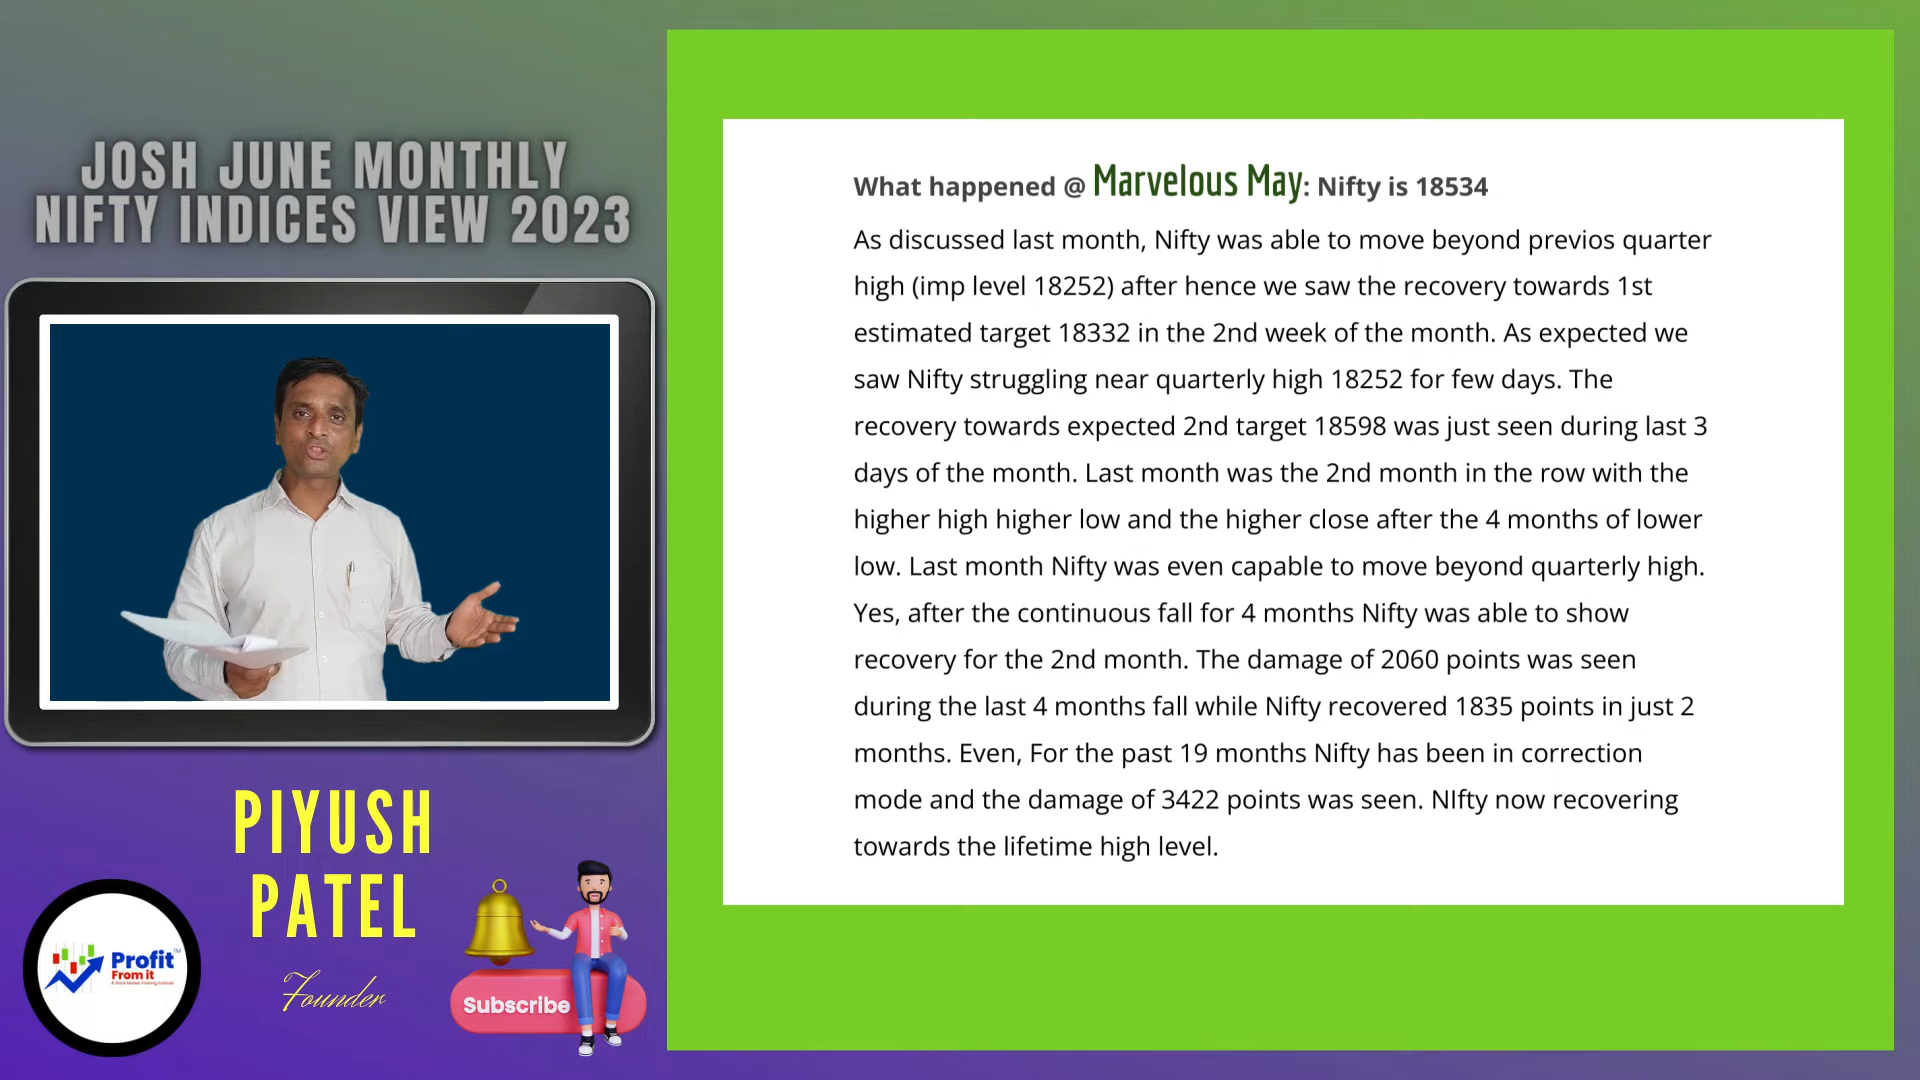 JOSH JUNE MONTHLY
NIFTY INDICES VIEW 2023
PIYUSH
PATEL
Founder
Profit
From it
A Stock Market Training Institute
TM
Subscribe
What happened @ Marvelous May: Nifty is 18534
As discussed last month, Nifty was able to move beyond previos quarter
high (imp level 18252) after hence we saw the recovery towards 1st
estimated target 18332 in the 2nd week of the month. As expected we
saw Nifty struggling near quarterly high 18252 for few days. The
recovery towards expected 2nd target 18598 was just seen during last 3
days of the month. Last month was the 2nd month in the row with the
higher high higher low and the higher close after the 4 months of lower
low. Last month Nifty was even capable to move beyond quarterly high.
Yes, after the continuous fall for 4 months Nifty was able to show
recovery for the 2nd month. The damage of 2060 points was seen
during the last 4 months fall while Nifty recovered 1835 points in just 2
months. Even, For the past 19 months Nifty has been in correction
mode and the damage of 3422 points was seen. NIfty now recovering
towards the lifetime high level.